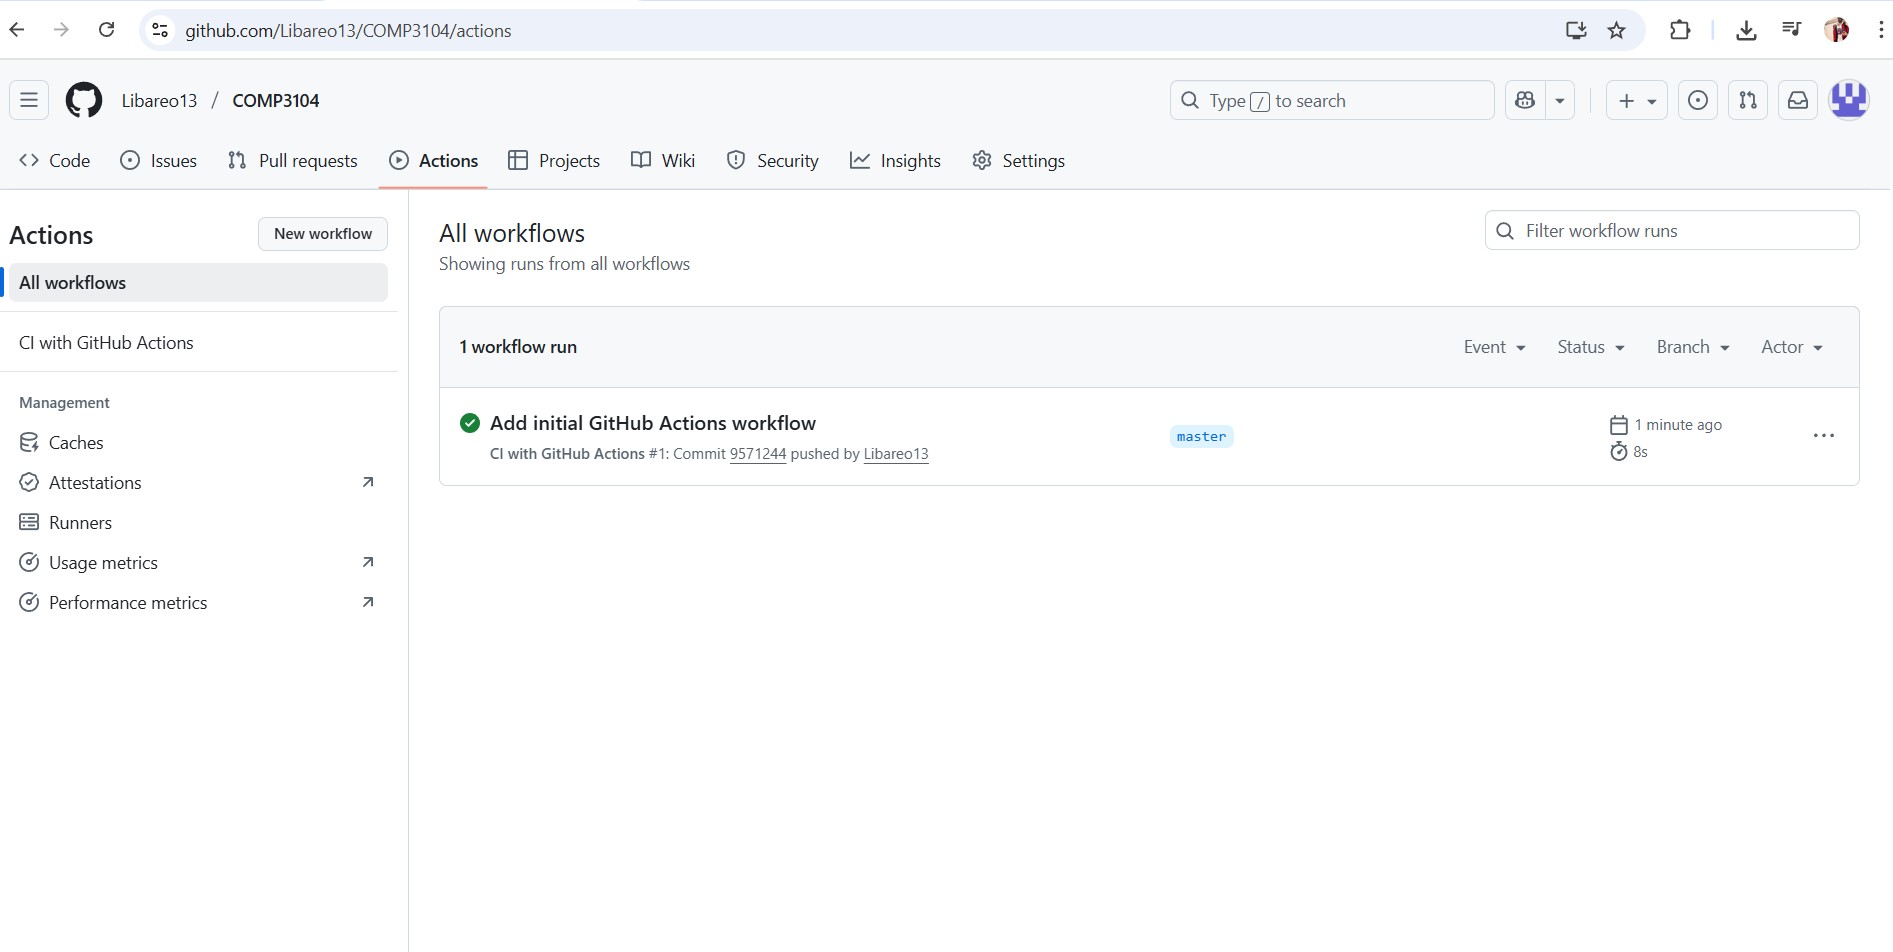 github.com/Libareo13/COMP3104/actions
Libareo13 / COMP3104
Type / to search
Code Issues Pull requests Actions Projects Wiki Security Insights Settings
Actions
New workflow
All workflows
CI with GitHub Actions
Management
Caches
Attestations
Runners
Usage metrics
Performance metrics
All workflows
Showing runs from all workflows
Filter workflow runs
1 workflow run
Event Status Branch Actor
Add initial GitHub Actions workflow
CI with GitHub Actions #1: Commit 9571244 pushed by Libareo13
master
1 minute ago
8s